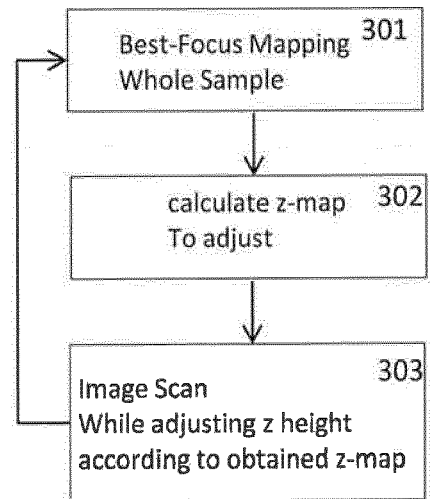 301
Best-Focus Mapping
Whole Sample
302
calculate z-map
To adjust
303
Image Scan
While adjusting z height
according to obtained z-map